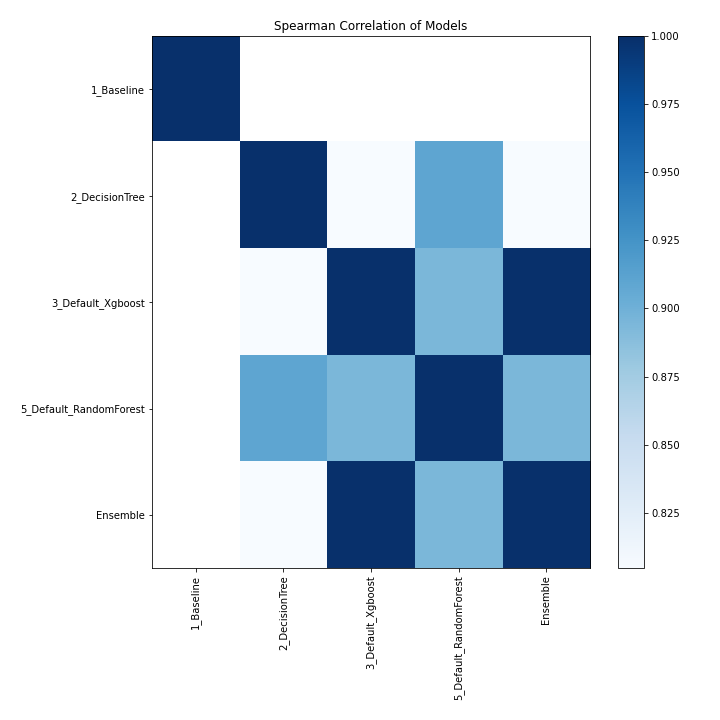 Spearman Correlation of Models
1_Baseline
2_DecisionTree
3_Default_Xgboost
5_Default_RandomForest
Ensemble
1_Baseline
2_DecisionTree
3_Default_Xgboost
5_Default_RandomForest
Ensemble
1.000
0.975
0.950
0.925
0.900
0.875
0.850
0.825